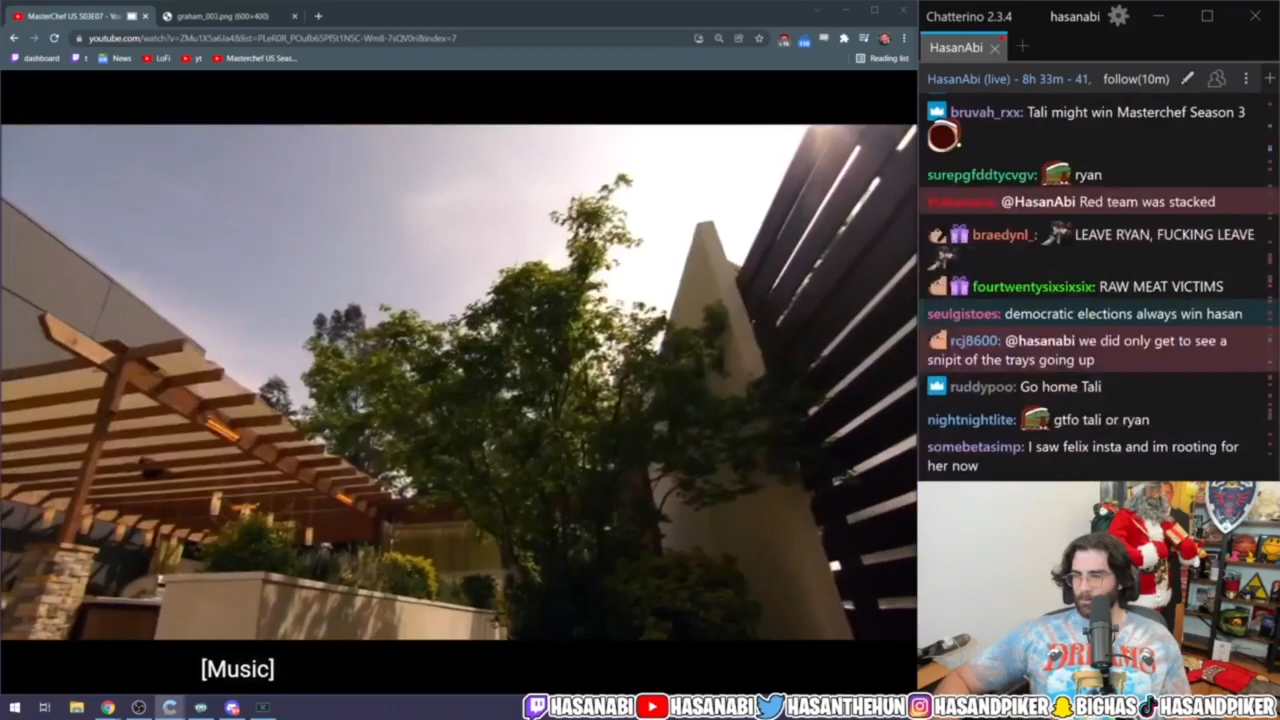 MasterChef US S03E07 - You
graham_003.png (600×400)
youtube.com/watch?v=ZMu1XSa6Ja4&list=PLeR0R_POufb65PfSt1N5C-Wm8-7sQV0ri&index=7
dashboard
t
News
LoFi
yt
Masterchef US Seas...
Reading list
[Music]
Chatterino 2.3.4
hasanabi
HasanAbi
HasanAbi (live) - 8h 33m - 41,
follow(10m)
bruvah_rxx: Tali might win Masterchef Season 3
surepgfddtycvgv: ryan
@HasanAbi Red team was stacked
braedynl_: LEAVE RYAN, FUCKING LEAVE
fourtwentysixsixsix: RAW MEAT VICTIMS
seulgistoes: democratic elections always win hasan
rcj8600: @hasanabi we did only get to see a
snipit of the trays going up
ruddypoo: Go home Tali
nightnightlite: gtfo tali or ryan
somebetasimp: I saw felix insta and im rooting for
her now
DREAMS
HASANABI HASANABI HASANTHEHUN HASANDPIKER BIGHAS HASANDPIKER